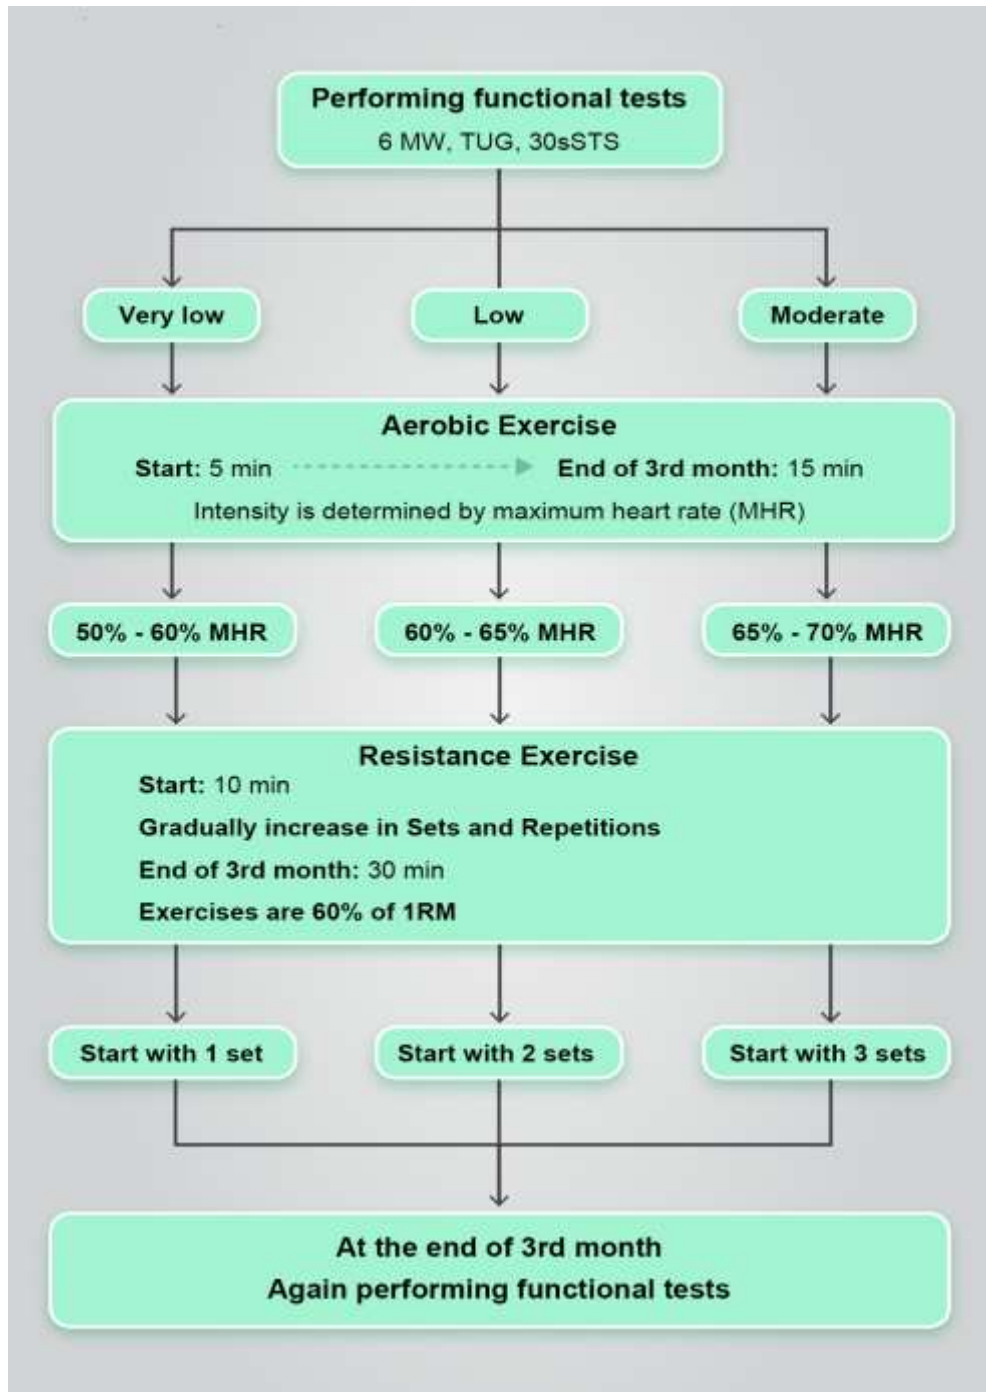 Performing functional tests
6 MW, TUG, 30sSTS
Very low
Low
Moderate
Aerobic Exercise
Start: 5 min
End of 3rd month: 15 min
Intensity is determined by maximum heart rate (MHR)
50% - 60% MHR
60% - 65% MHR
65% - 70% MHR
Resistance Exercise
Start: 10 min
Gradually increase in Sets and Repetitions
End of 3rd month: 30 min
Exercises are 60% of 1RM
Start with 1 set
Start with 2 sets
Start with 3 sets
At the end of 3rd month
Again performing functional tests